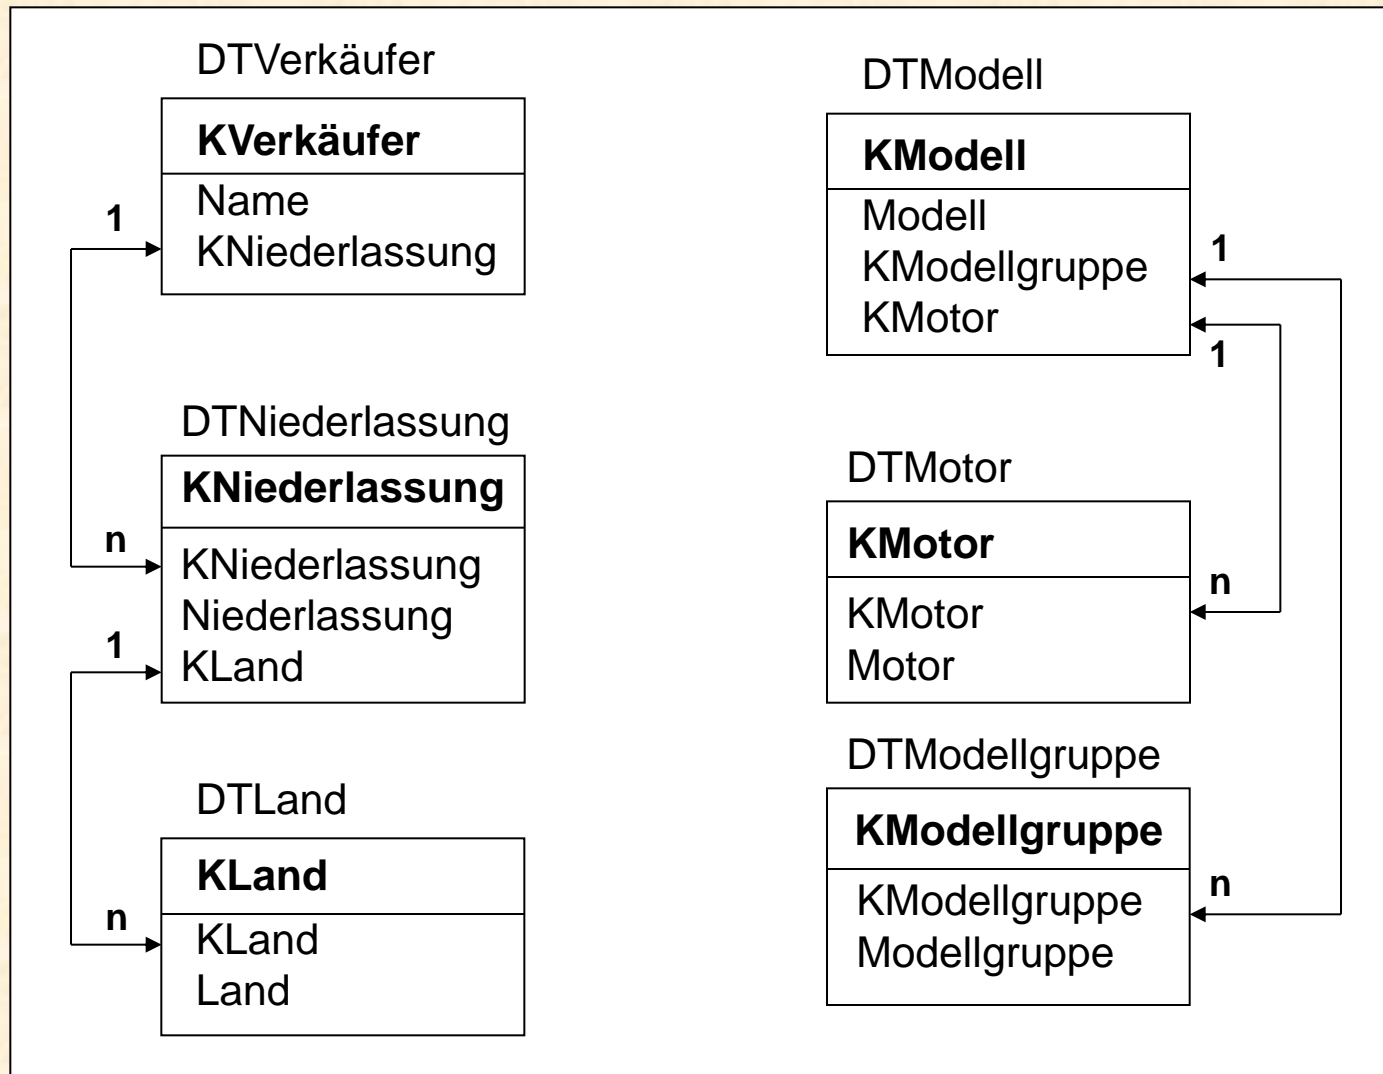 DTVerkäufer
KVerkäufer
Name
KNiederlassung
1
n
DTNiederlassung
KNiederlassung
KNiederlassung
Niederlassung
KLand
1
n
DTLand
KLand
KLand
Land
DTModell
KModell
Modell
KModellgruppe
KMotor
1
1
DTMotor
KMotor
KMotor
Motor
n
DTModellgruppe
KModellgruppe
KModellgruppe
Modellgruppe
n